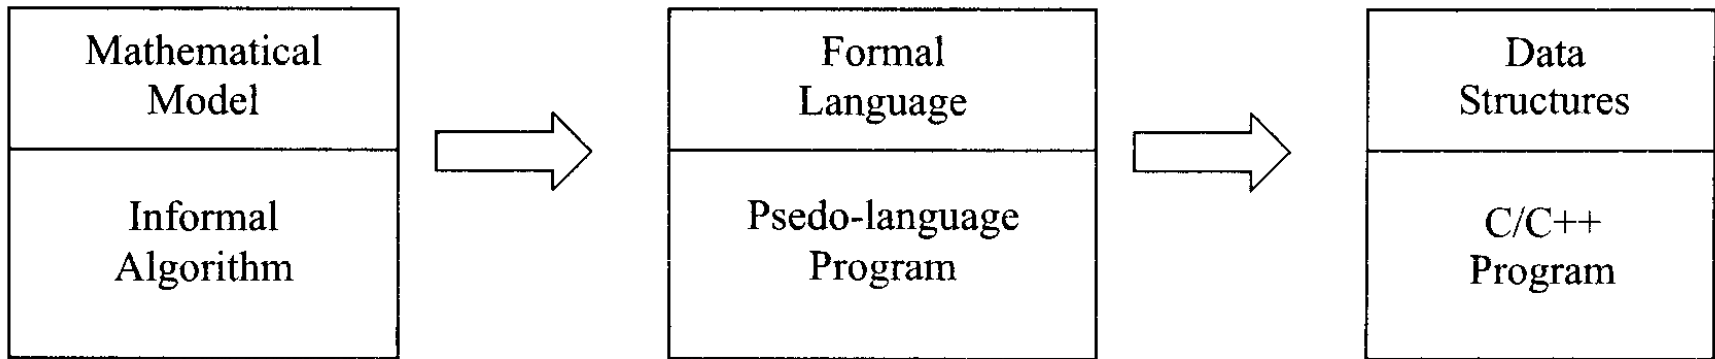 Mathematical
Model
Informal
Algorithm
Formal
Language
Psedo-language
Program
Data
Structures
C/C++
Program